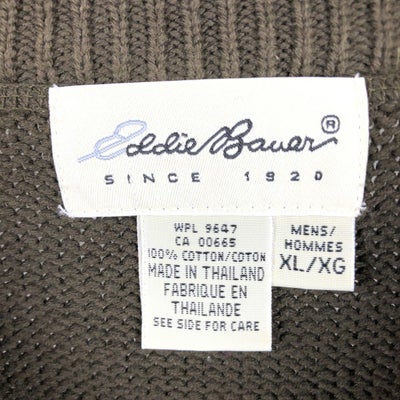 Eddie Bauer®
SINCE 1920
WPL 9647
CA 00665
100% COTTON/COTON
MADE IN THAILAND
FABRIQUE EN
THAILANDE
SEE SIDE FOR CARE
MENS/
HOMMES
XL/XG